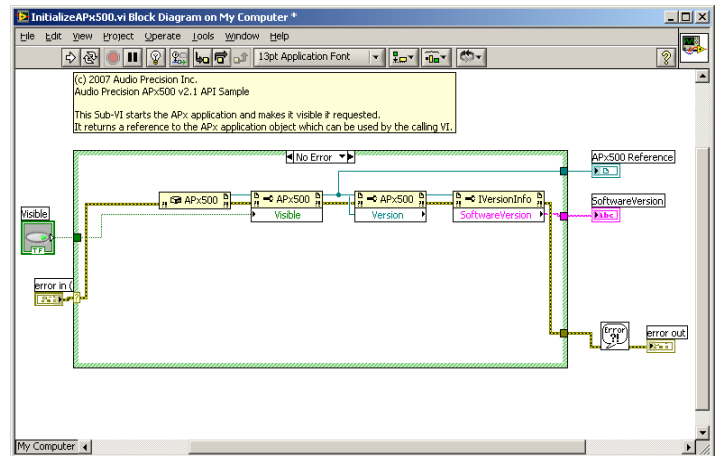 InitializeAPx500.vi Block Diagram on My Computer *
File Edit View Project Operate Tools Window Help
13pt Application Font
(c) 2007 Audio Precision Inc.
Audio Precision APx500 v2.1 API Sample
This Sub-VI starts the APx application and makes it visible if requested.
It returns a reference to the APx application object which can be used by the calling VI.
No Error
APx500 Reference
APx500
APx500
APx500
IVersionInfo
Visible
Version
SoftwareVersion
SoftwareVersion
abc
Visible
TF
error in (
Error
?!
error out
My Computer